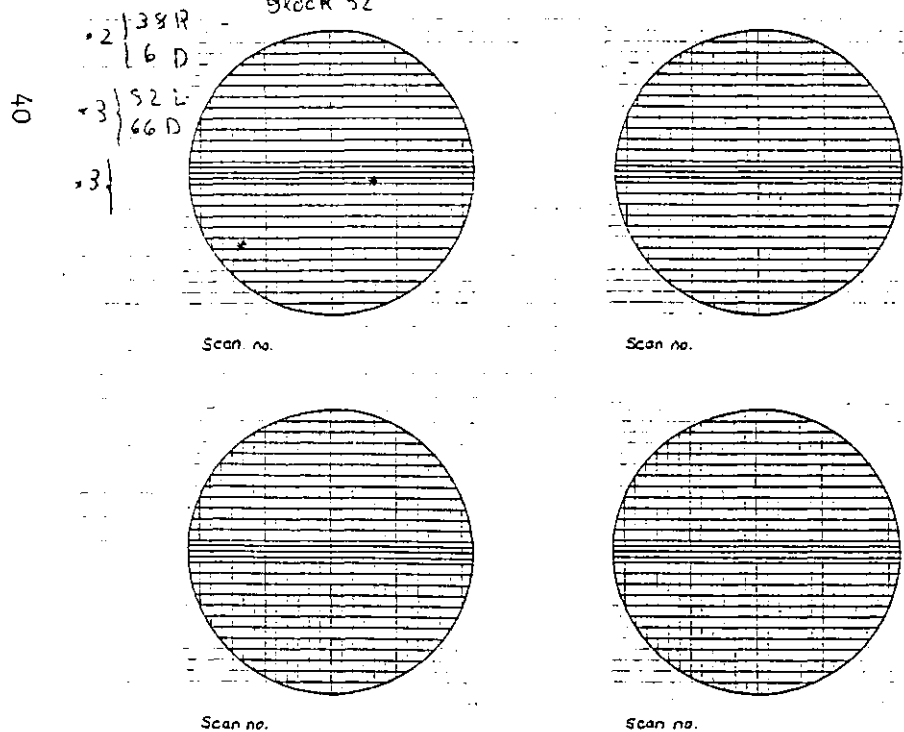 Block 52
•2 { 38 R
6 D
•3 { 52 L
66 D
•3 {
40
Scan no.
Scan no.
Scan no.
Scan no.